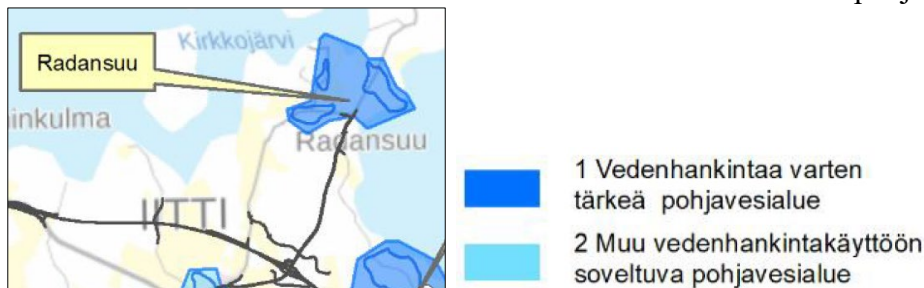 Kirkkojärvi
Radansuu
inkulma
Radansuu
IITTI
1 Vedenhankintaa varten
tärkeä pohjavesialue
2 Muu vedenhankintakäyttöön
soveltuva pohjavesialue